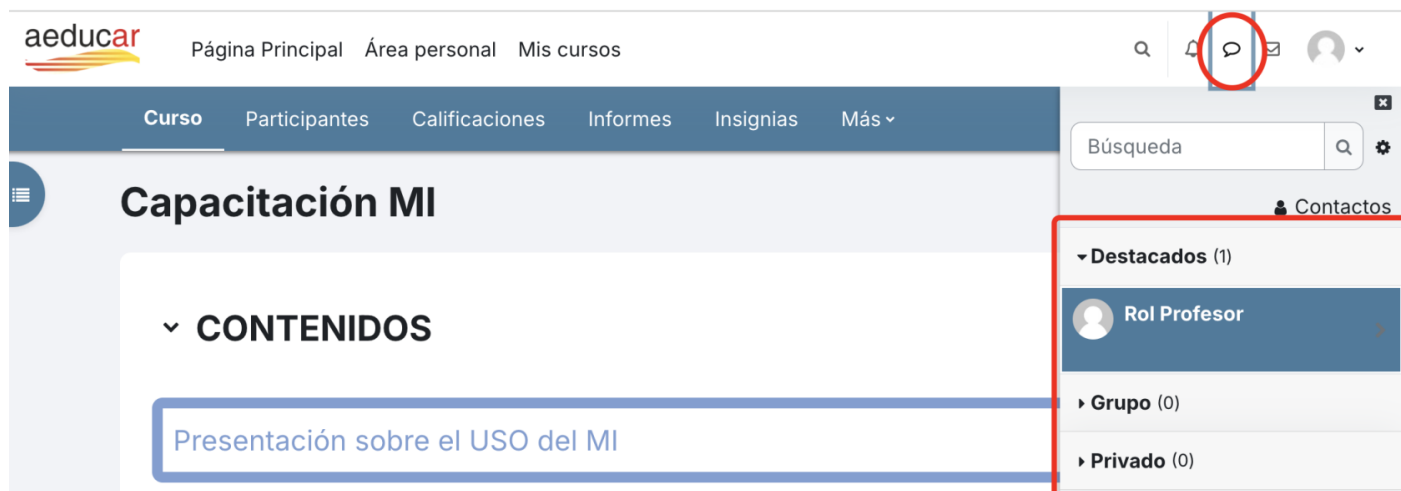 aeducar
Página Principal Área personal Mis cursos
Curso Participantes Calificaciones Informes Insignias Más
Búsqueda
Capacitación MI
Contactos
Destacados (1)
Rol Profesor
CONTENIDOS
Grupo (0)
Presentación sobre el USO del MI
Privado (0)